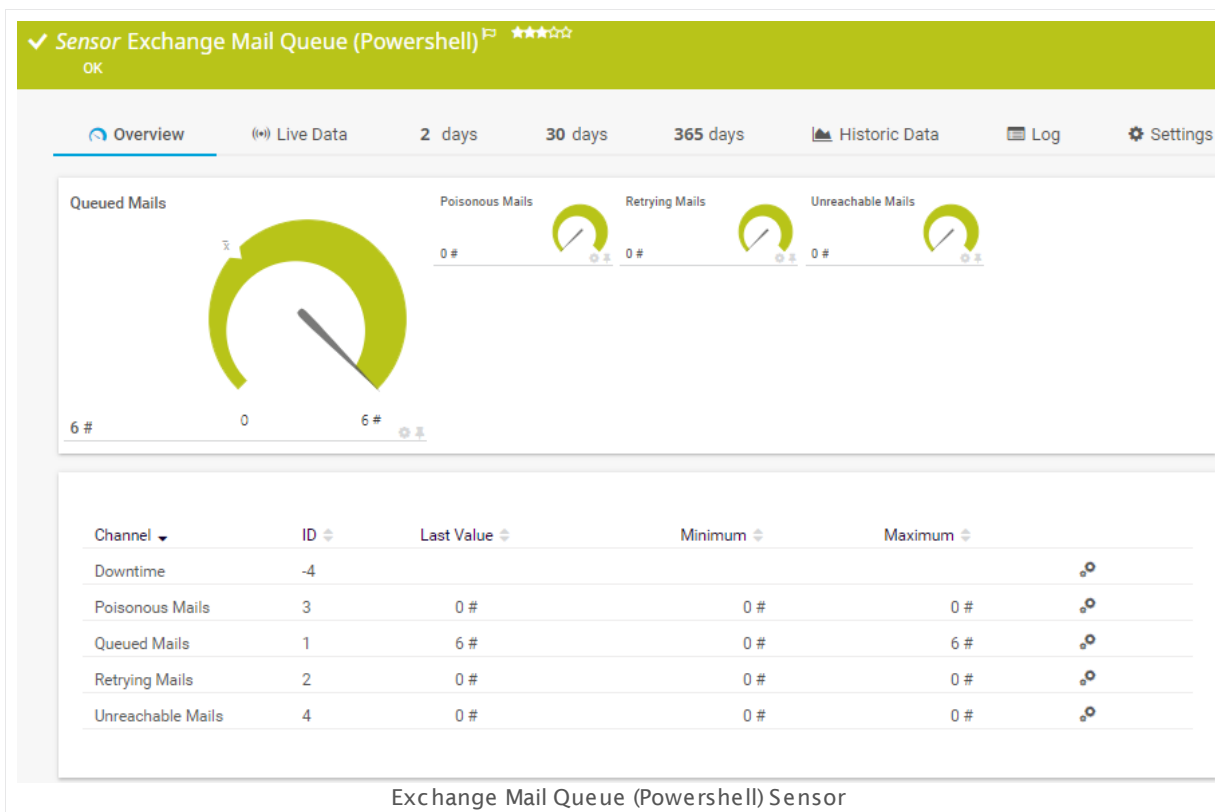 Sensor Exchange Mail Queue (Powershell)
OK
Overview
Live Data
2 days
30 days
365 days
Historic Data
Log
Settings
Queued Mails
x̄
0
6 #
6 #
Poisonous Mails
0 #
Retrying Mails
0 #
Unreachable Mails
0 #
Channel ID Last Value Minimum Maximum
Downtime -4
Poisonous Mails 3 0 # 0 # 0 #
Queued Mails 1 6 # 0 # 6 #
Retrying Mails 2 0 # 0 # 0 #
Unreachable Mails 4 0 # 0 # 0 #
Exchange Mail Queue (Powershell) Sensor